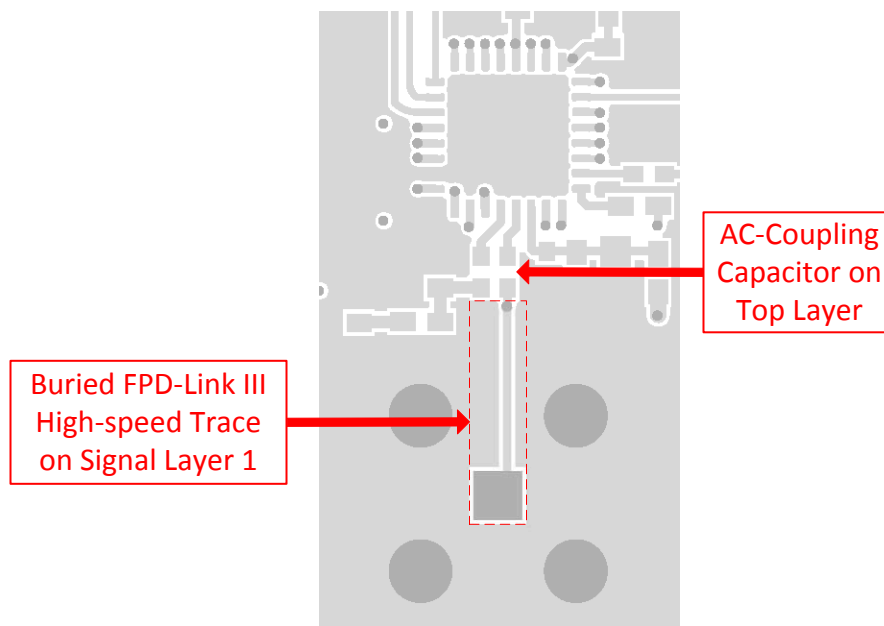 AC-Coupling
Capacitor on
Top Layer
Buried FPD-Link III
High-speed Trace
on Signal Layer 1